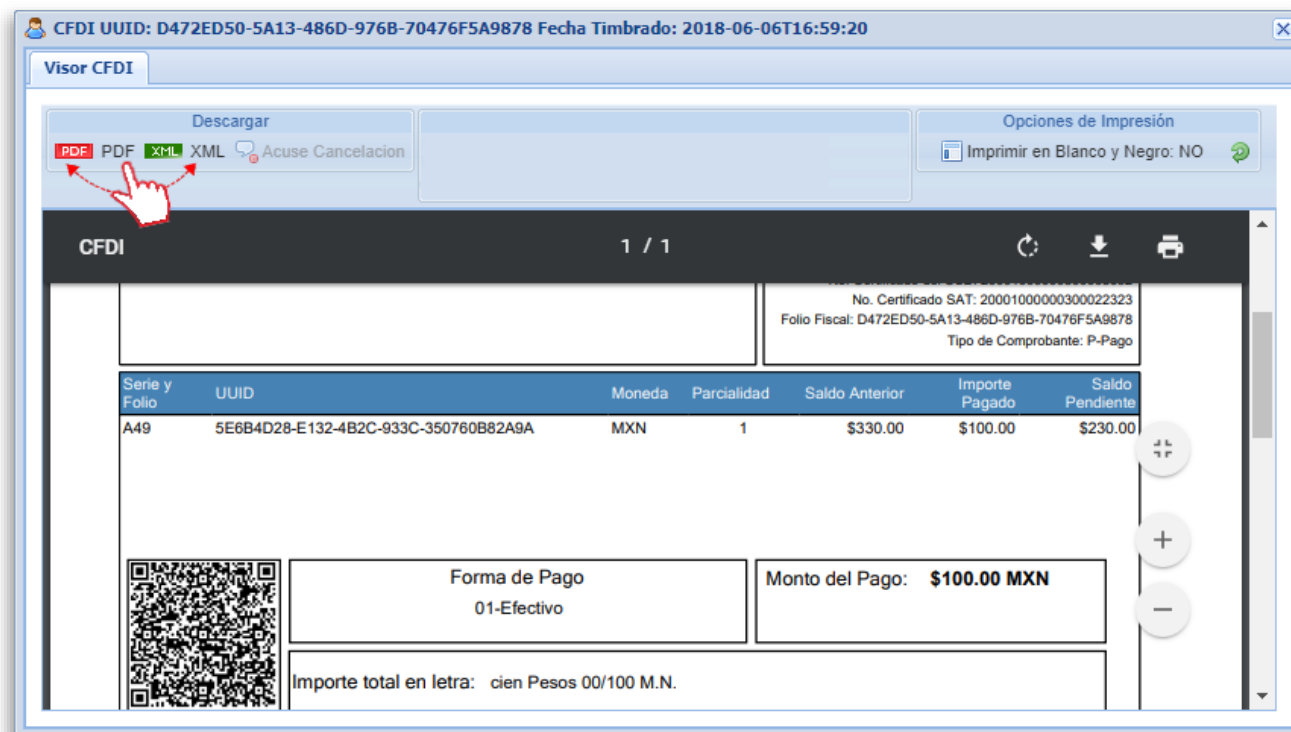 CFDI UUID: D472ED50-5A13-486D-976B-70476F5A9878 Fecha Timbrado: 2018-06-06T16:59:20
Visor CFDI
Descargar
Opciones de Impresión
PDF PDF XML XML Acuse Cancelacion
Imprimir en Blanco y Negro: NO
CFDI
1 / 1
No. Certificado SAT: 20001000000300022323
Folio Fiscal: D472ED50-5A13-486D-976B-70476F5A9878
Tipo de Comprobante: P-Pago
Serie y Folio UUID Moneda Parcialidad Saldo Anterior Importe Pagado Saldo Pendiente
A49 5E6B4D28-E132-4B2C-933C-350760B82A9A MXN 1 $330.00 $100.00 $230.00
Forma de Pago
01-Efectivo
Monto del Pago: $100.00 MXN
Importe total en letra: cien Pesos 00/100 M.N.